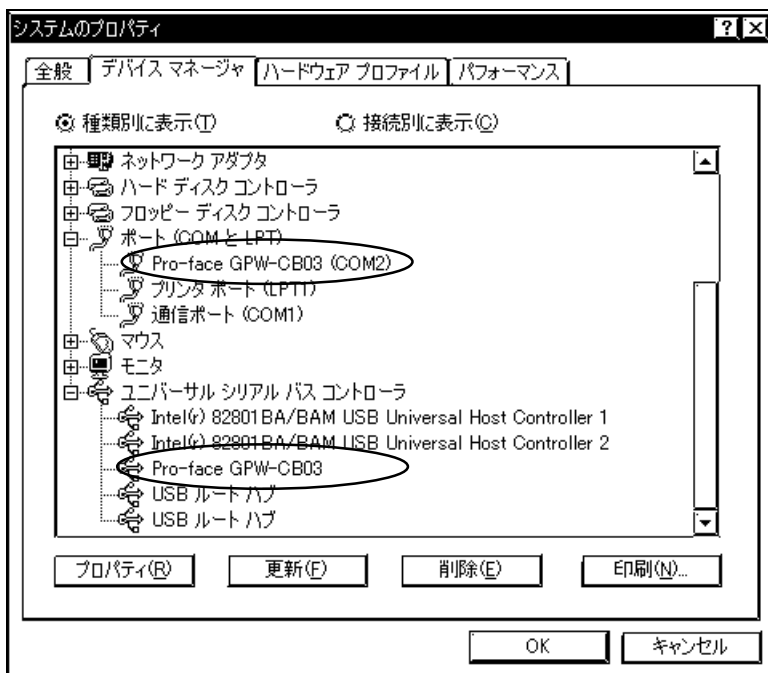 システムのプロパティ
全般 デバイス マネージャ ハードウェア プロファイル パフォーマンス
種類別に表示(T) 接続別に表示(C)
ネットワーク アダプタ
ハード ディスク コントローラ
フロッピー ディスク コントローラ
ポート (COM と LPT)
Pro-face GPW-CB03 (COM2)
プリンタ ポート (LPT1)
通信ポート (COM1)
マウス
モニタ
ユニバーサル シリアル バス コントローラ
Intel(r) 82801BA/BAM USB Universal Host Controller 1
Intel(r) 82801BA/BAM USB Universal Host Controller 2
Pro-face GPW-CB03
USB ルート ハブ
USB ルート ハブ
プロパティ(R) 更新(F) 削除(E) 印刷(N)...
OK キャンセル